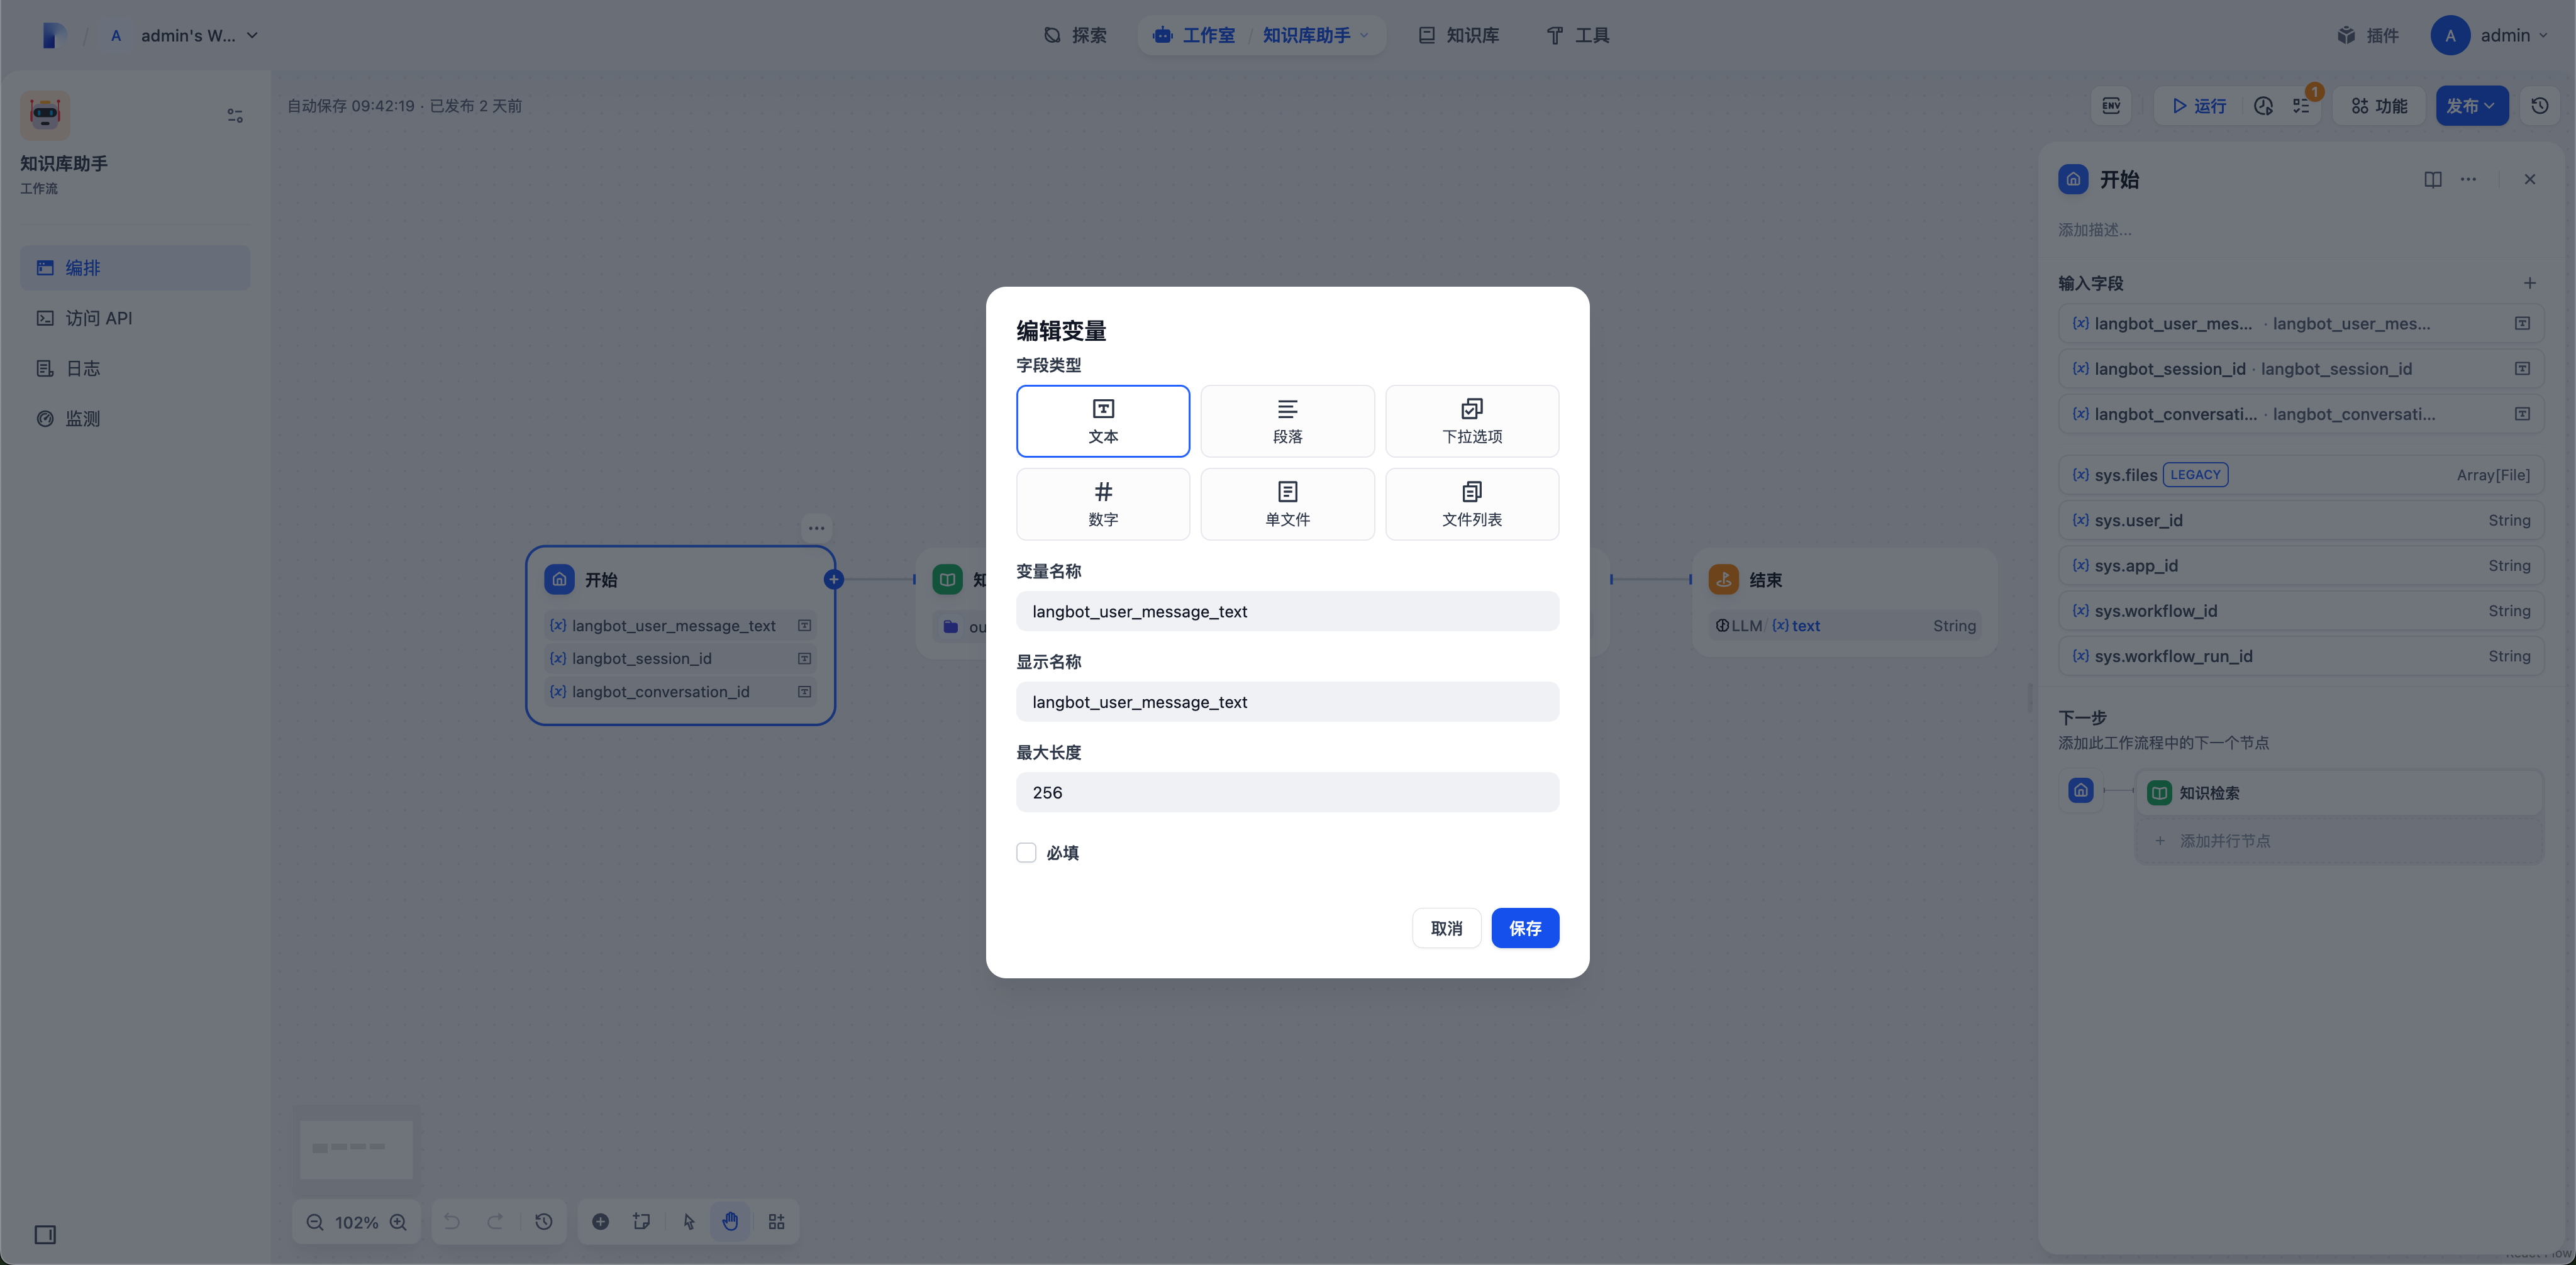 / A admin's W...
探索
工作室 / 知识库助手
知识库
工具
插件
A admin
知识库助手
工作流
编排
访问 API
日志
监测
自动保存 09:42:19 · 已发布 2 天前
ENV
运行
1
功能
发布
开始
langbot_user_message_text
langbot_session_id
langbot_conversation_id
知
ou
结束
LLM / {x} text String
编辑变量
字段类型
文本
段落
下拉选项
数字
单文件
文件列表
变量名称
langbot_user_message_text
显示名称
langbot_user_message_text
最大长度
256
必填
取消
保存
开始
添加描述...
输入字段
{x} langbot_user_mes... · langbot_user_mes...
{x} langbot_session_id · langbot_session_id
{x} langbot_conversati... · langbot_conversati...
{x} sys.files LEGACY Array[File]
{x} sys.user_id String
{x} sys.app_id String
{x} sys.workflow_id String
{x} sys.workflow_run_id String
下一步
添加此工作流程中的下一个节点
知识检索
+ 添加并行节点
102%
React Flow